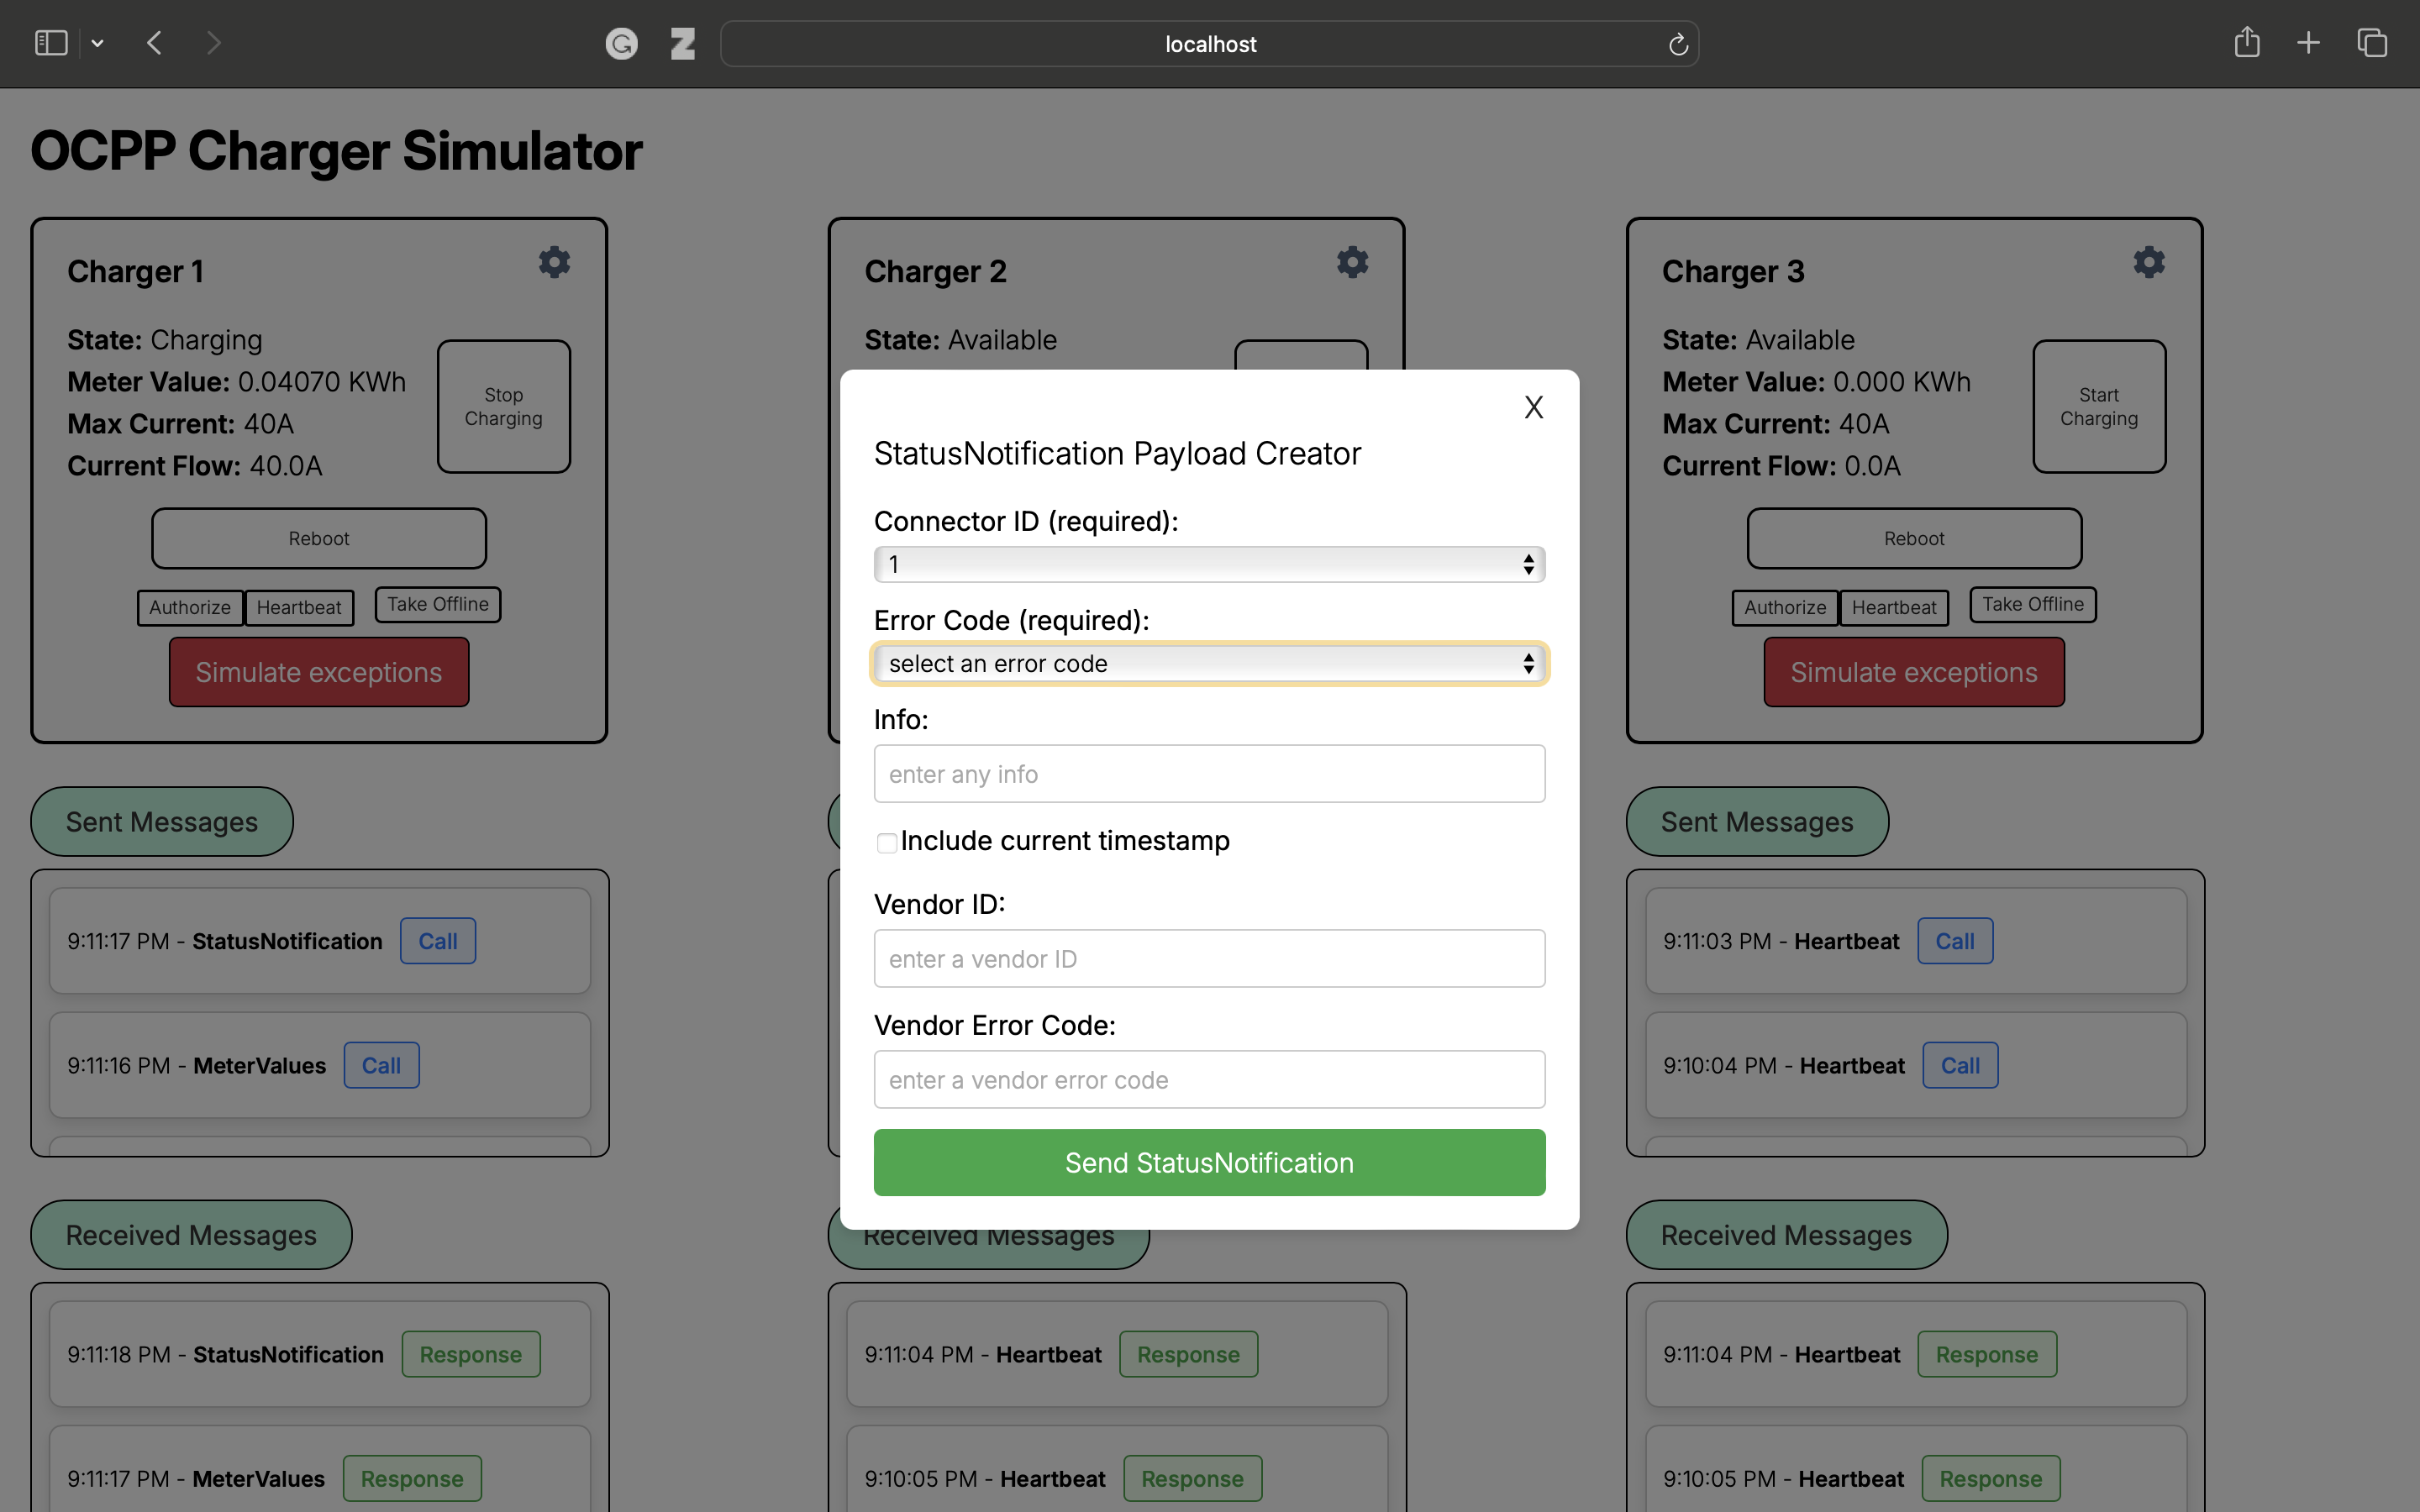 localhost
OCPP Charger Simulator
Charger 1
State: Charging
Meter Value: 0.04070 KWh
Max Current: 40A
Current Flow: 40.0A
Stop
Charging
Reboot
Authorize
Heartbeat
Take Offline
Simulate exceptions
Sent Messages
9:11:17 PM - StatusNotification Call
9:11:16 PM - MeterValues Call
Received Messages
9:11:18 PM - StatusNotification Response
9:11:17 PM - MeterValues Response
Charger 2
State: Available
X
StatusNotification Payload Creator
Connector ID (required):
1
Error Code (required):
select an error code
Info:
enter any info
Include current timestamp
Vendor ID:
enter a vendor ID
Vendor Error Code:
enter a vendor error code
Send StatusNotification
Received Messages
9:11:04 PM - Heartbeat Response
9:10:05 PM - Heartbeat Response
Charger 3
State: Available
Meter Value: 0.000 KWh
Max Current: 40A
Current Flow: 0.0A
Start
Charging
Reboot
Authorize
Heartbeat
Take Offline
Simulate exceptions
Sent Messages
9:11:03 PM - Heartbeat Call
9:10:04 PM - Heartbeat Call
Received Messages
9:11:04 PM - Heartbeat Response
9:10:05 PM - Heartbeat Response